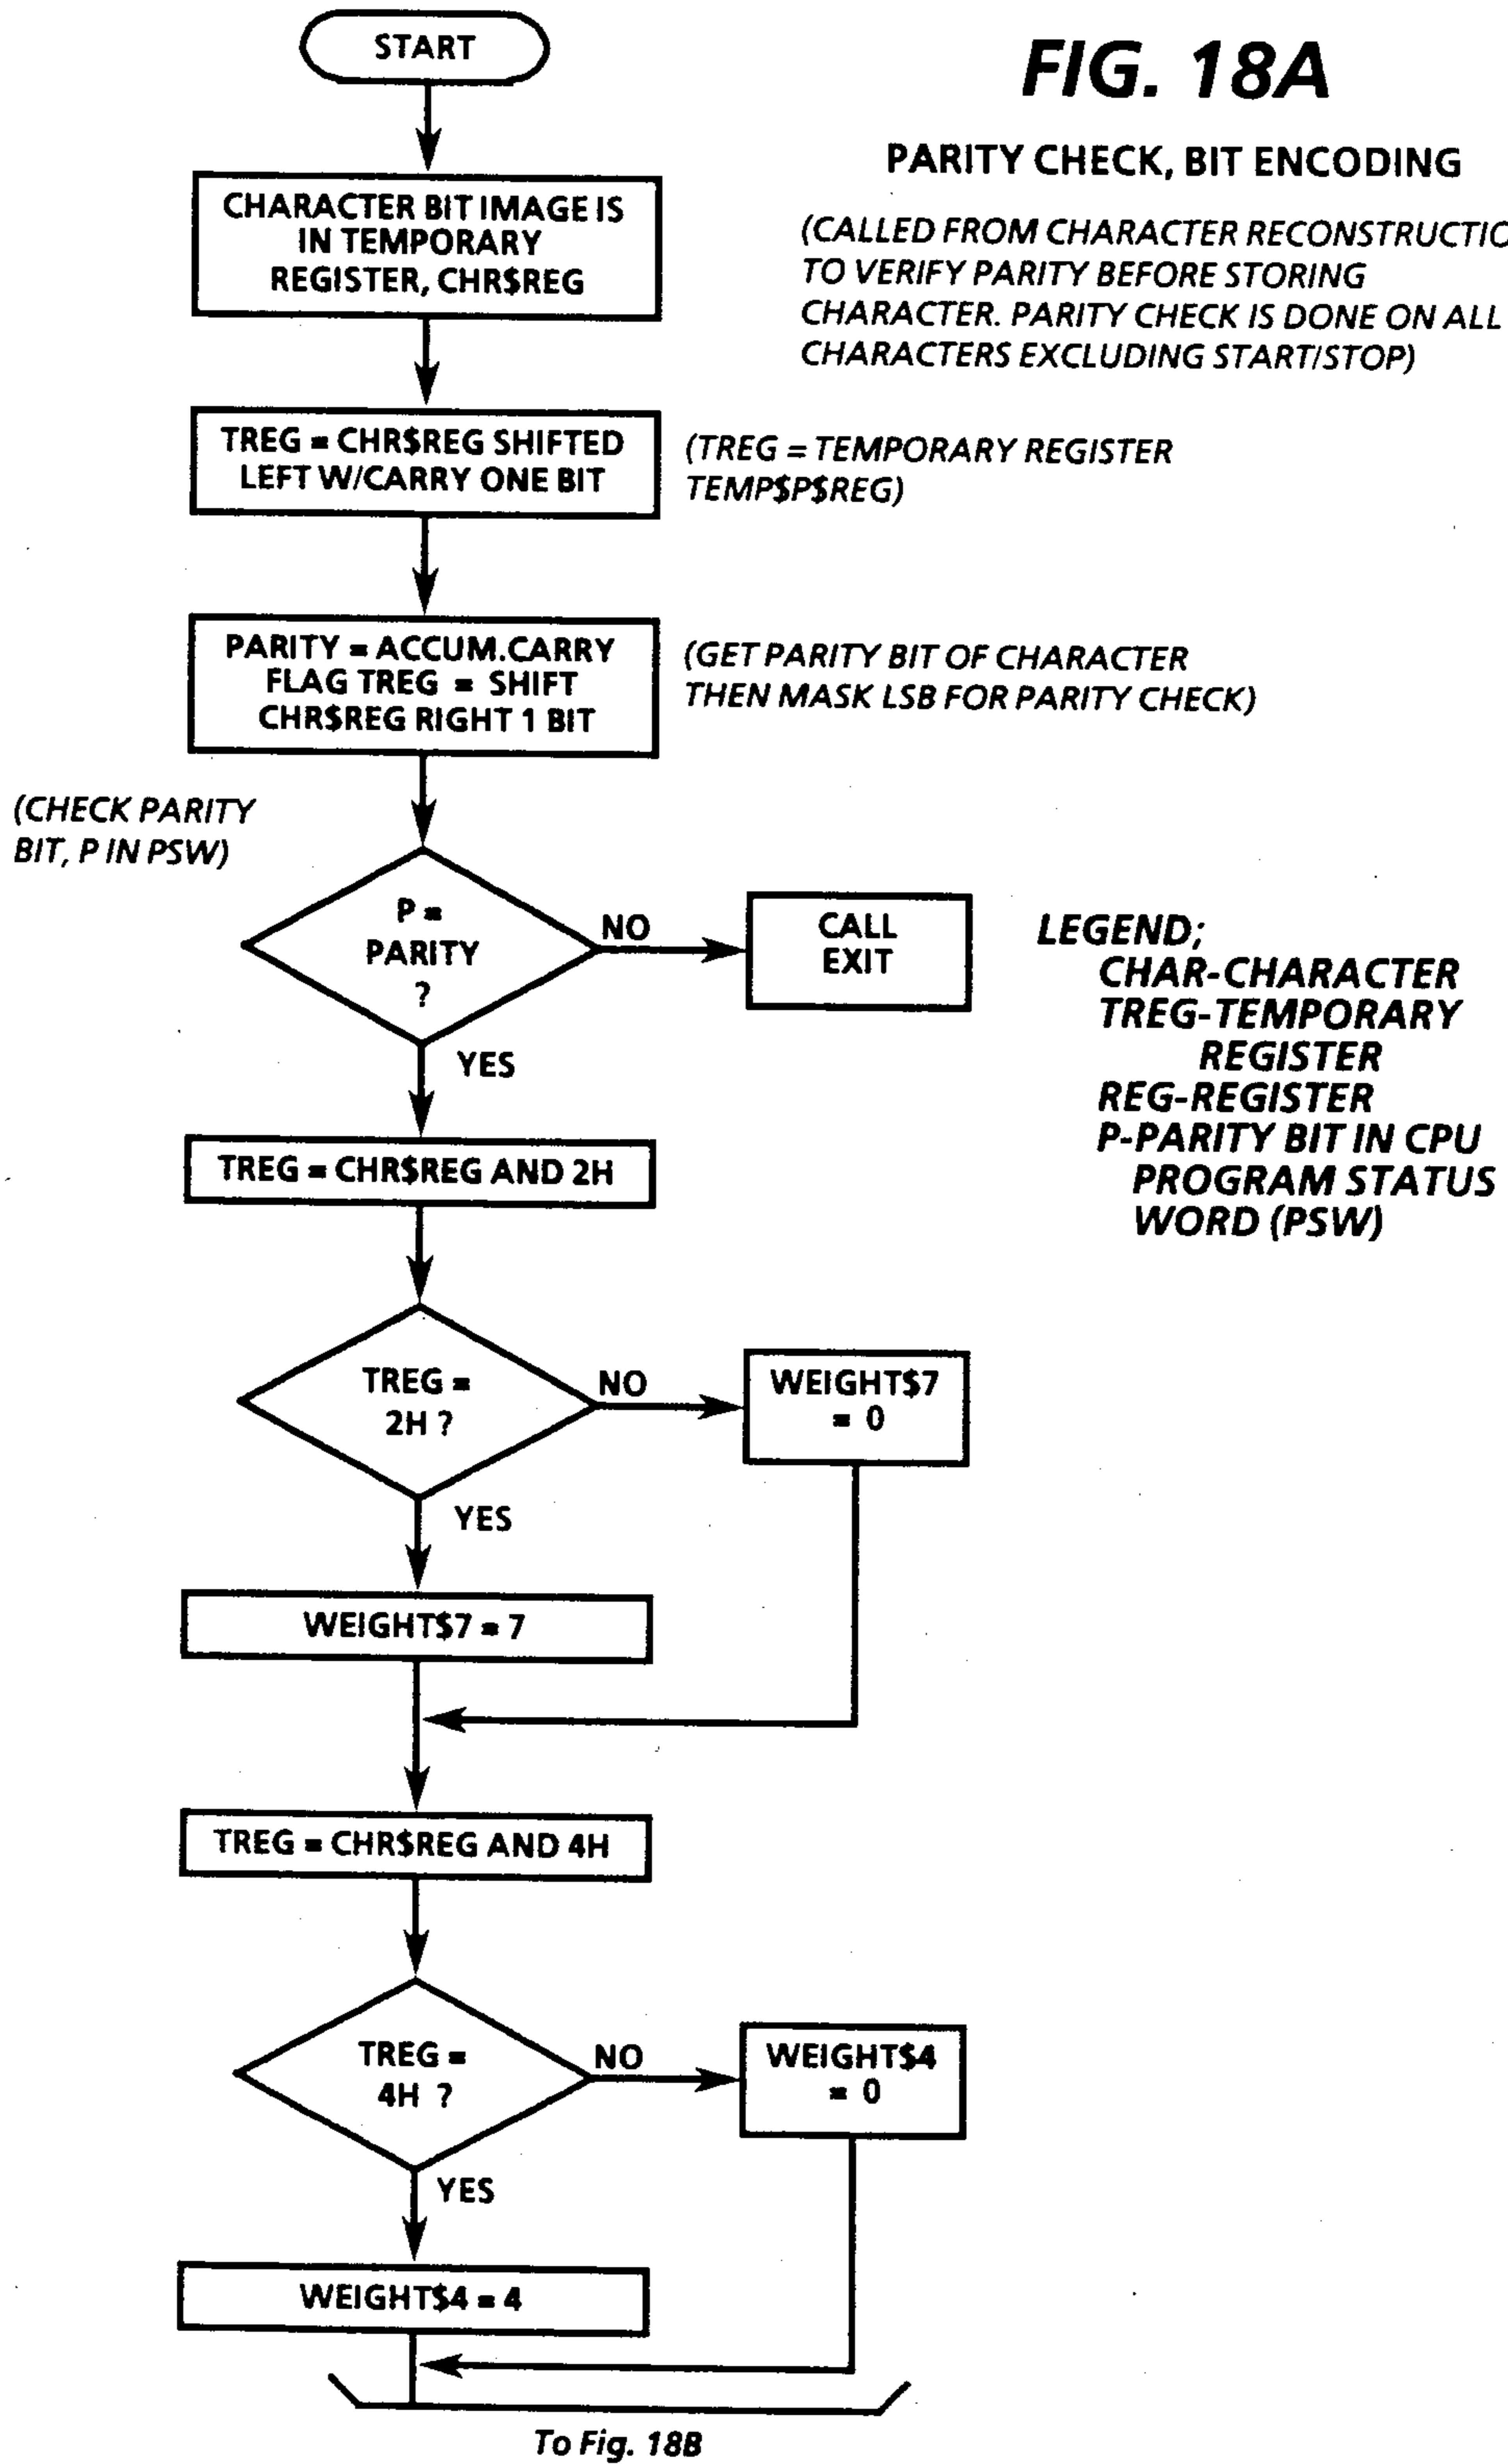 START
FIG. 18A
PARITY CHECK, BIT ENCODING
(CALLED FROM CHARACTER RECONSTRUCTIO
TO VERIFY PARITY BEFORE STORING
CHARACTER. PARITY CHECK IS DONE ON ALL
CHARACTERS EXCLUDING START/STOP)
CHARACTER BIT IMAGE IS
IN TEMPORARY
REGISTER, CHR$REG
TREG = CHR$REG SHIFTED
LEFT W/CARRY ONE BIT
(TREG = TEMPORARY REGISTER
TEMP$P$REG)
PARITY = ACCUM.CARRY
FLAG TREG = SHIFT
CHR$REG RIGHT 1 BIT
(GET PARITY BIT OF CHARACTER
THEN MASK LSB FOR PARITY CHECK)
(CHECK PARITY
BIT, P IN PSW)
P =
PARITY
?
NO
CALL
EXIT
YES
LEGEND;
CHAR-CHARACTER
TREG-TEMPORARY
REGISTER
REG-REGISTER
P-PARITY BIT IN CPU
PROGRAM STATUS
WORD (PSW)
TREG = CHR$REG AND 2H
TREG =
2H ?
NO
WEIGHT$7
= 0
YES
WEIGHT$7 = 7
TREG = CHR$REG AND 4H
TREG =
4H ?
NO
WEIGHT$4
= 0
YES
WEIGHT$4 = 4
To Fig. 18B